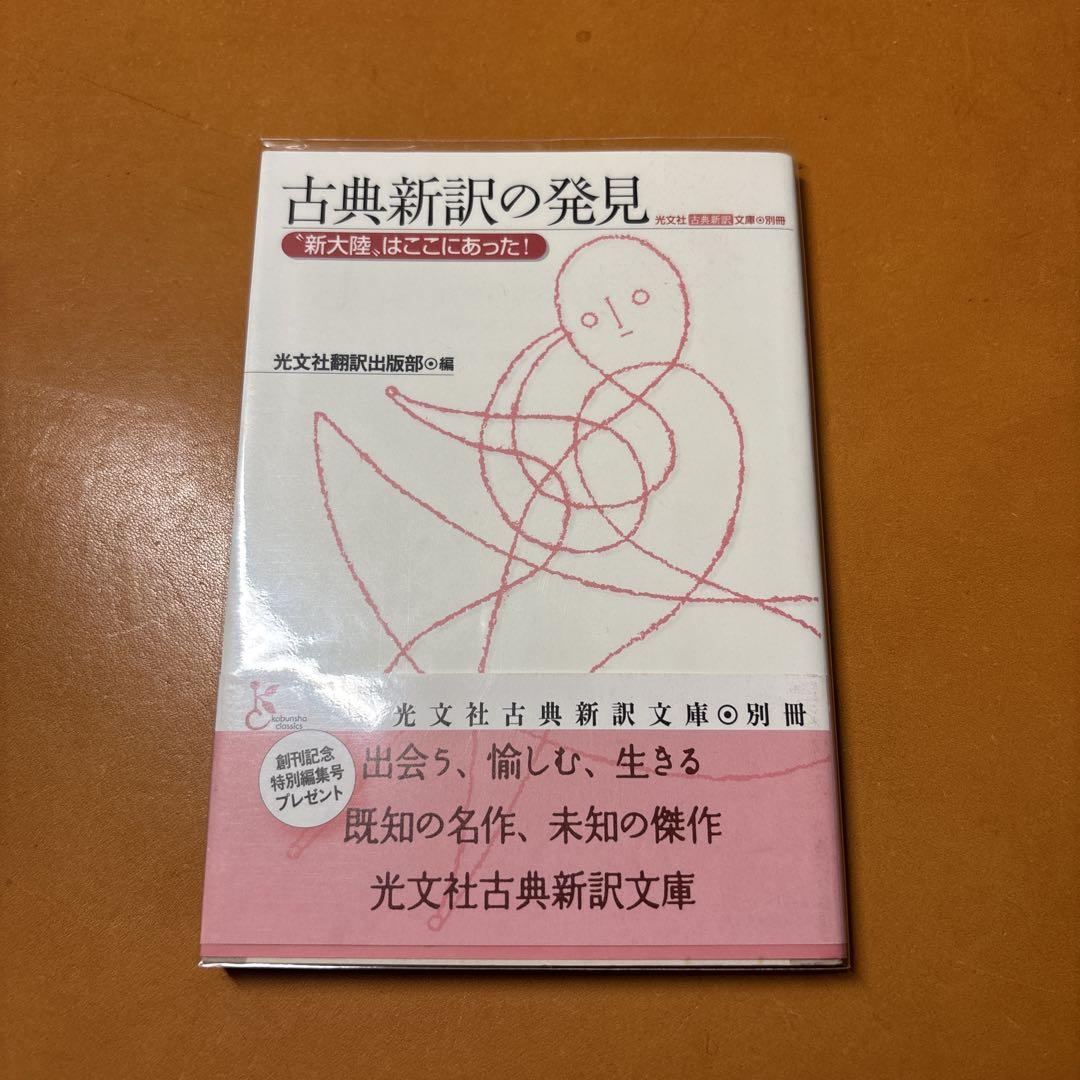 古典新訳の発見
光文社古典新訳文庫◉別冊
〝新大陸〟はここにあった！
光文社翻訳出版部◉編
kobunsha
classics
光文社古典新訳文庫◉別冊
創刊記念
特別編集号
プレゼント
出会う、愉しむ、生きる
既知の名作、未知の傑作
光文社古典新訳文庫